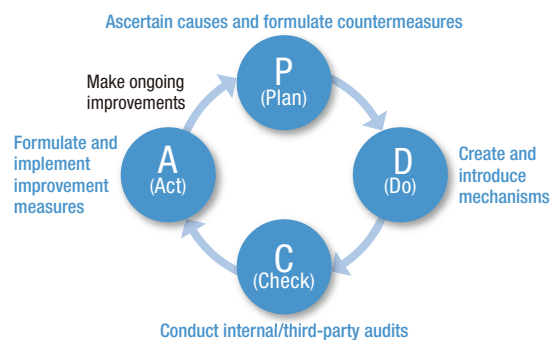 Ascertain causes and formulate countermeasures
P
(Plan)
Make ongoing
improvements
Formulate and
implement
improvement
measures
A
(Act)
D
(Do)
Create and
introduce
mechanisms
C
(Check)
Conduct internal/third-party audits